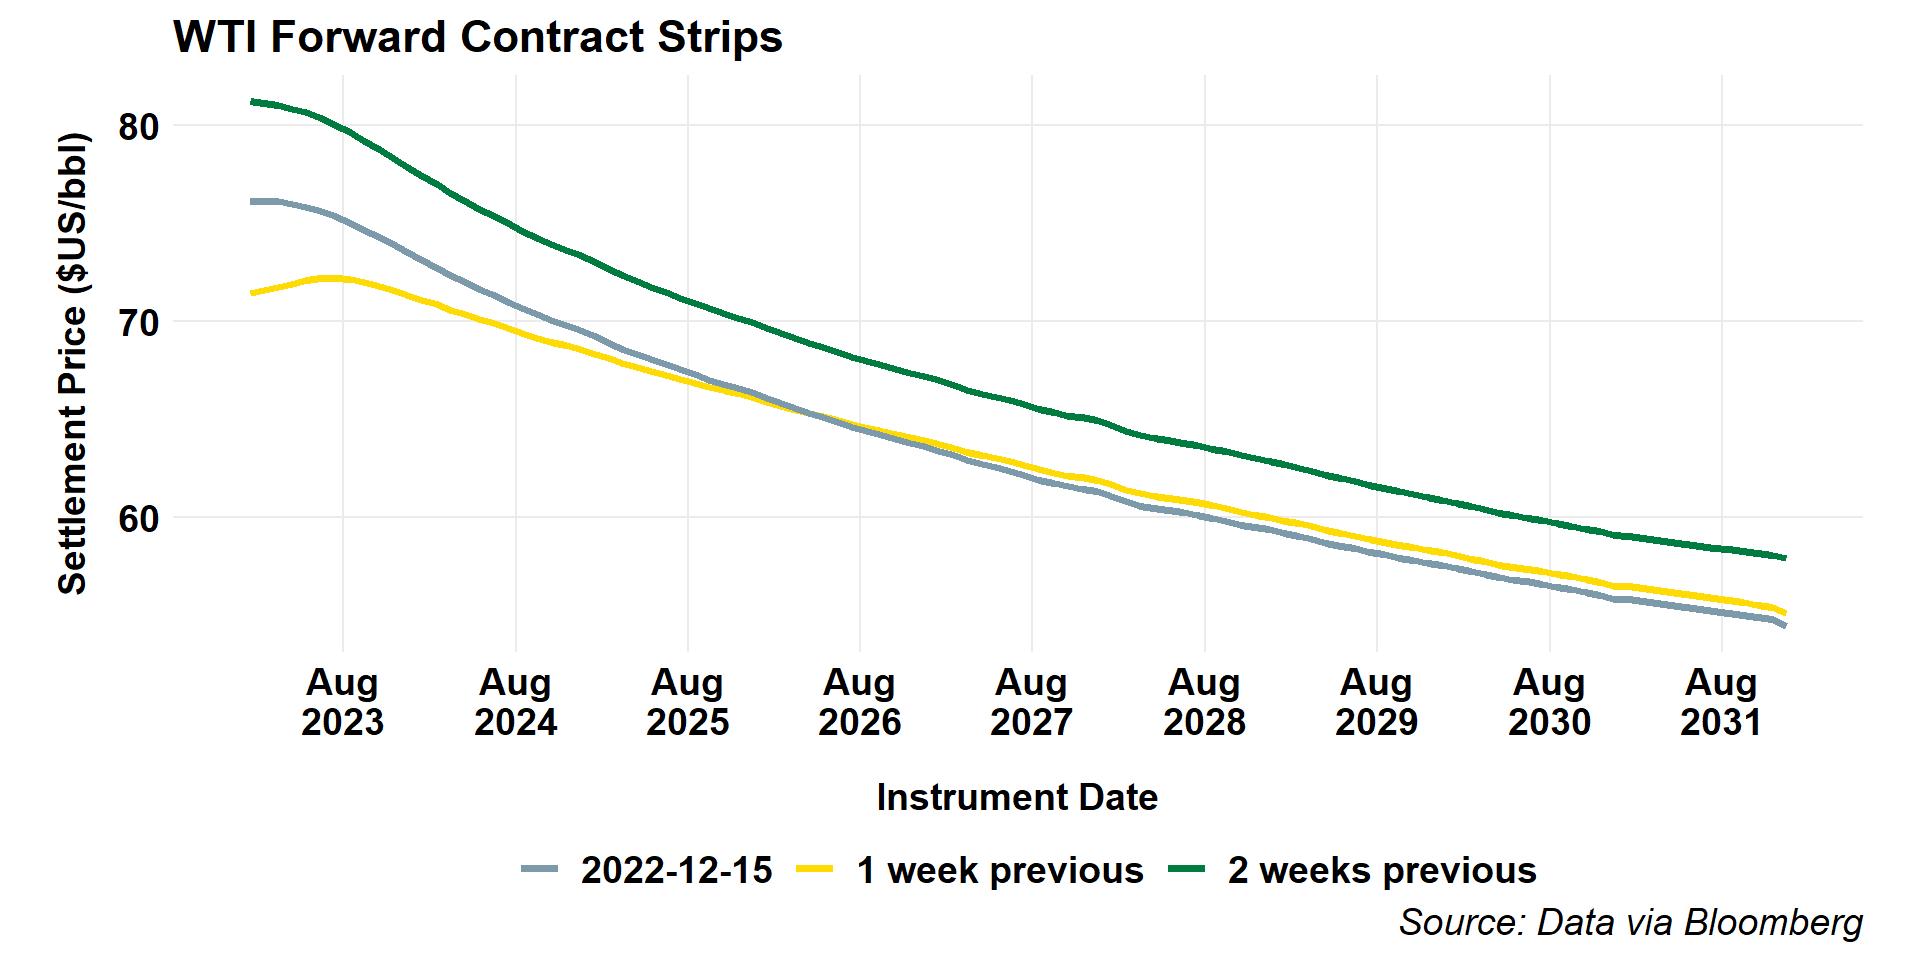 WTI Forward Contract Strips
Settlement Price ($US/bbl)
80
70
60
Aug 2023
Aug 2024
Aug 2025
Aug 2026
Aug 2027
Aug 2028
Aug 2029
Aug 2030
Aug 2031
Instrument Date
2022-12-15 1 week previous 2 weeks previous
Source: Data via Bloomberg